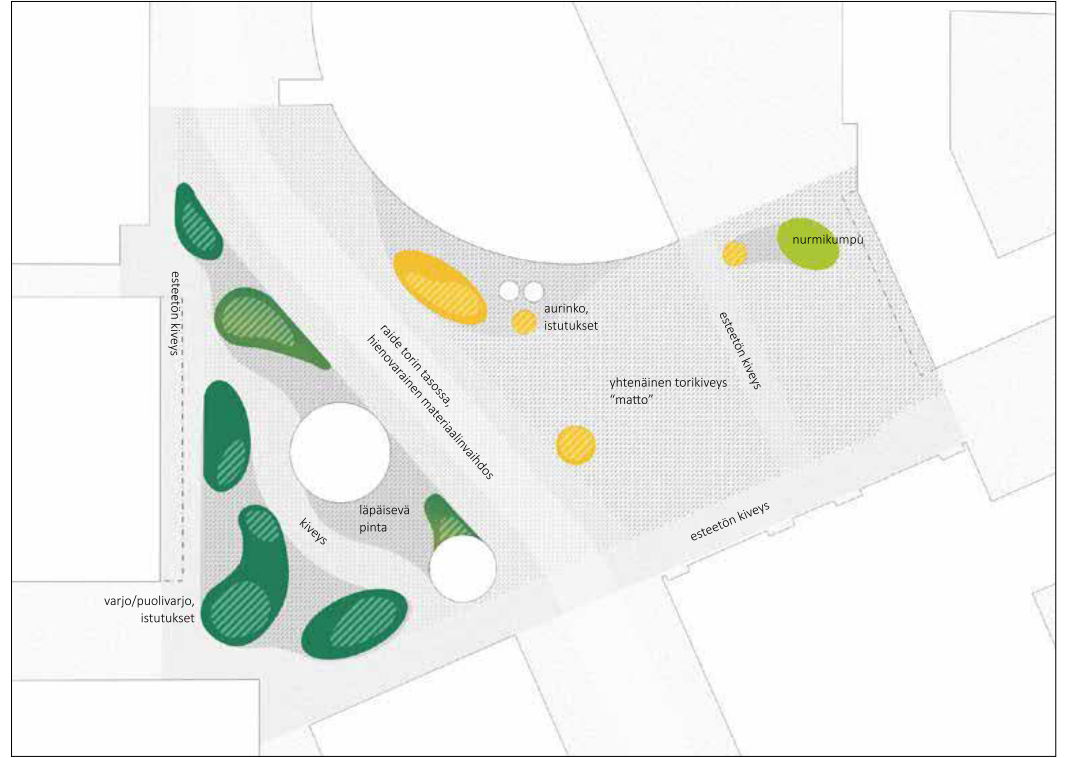 nurmikumpu
esteetön kiveys
aurinko,
istutukset
raide torin tasossa,
hienovarainen materiaalinvaihdos
esteetön kiveys
yhtenäinen torikiveys
“matto”
läpäisevä
pinta
kiveys
esteetön kiveys
varjo/puolivarjo,
istutukset